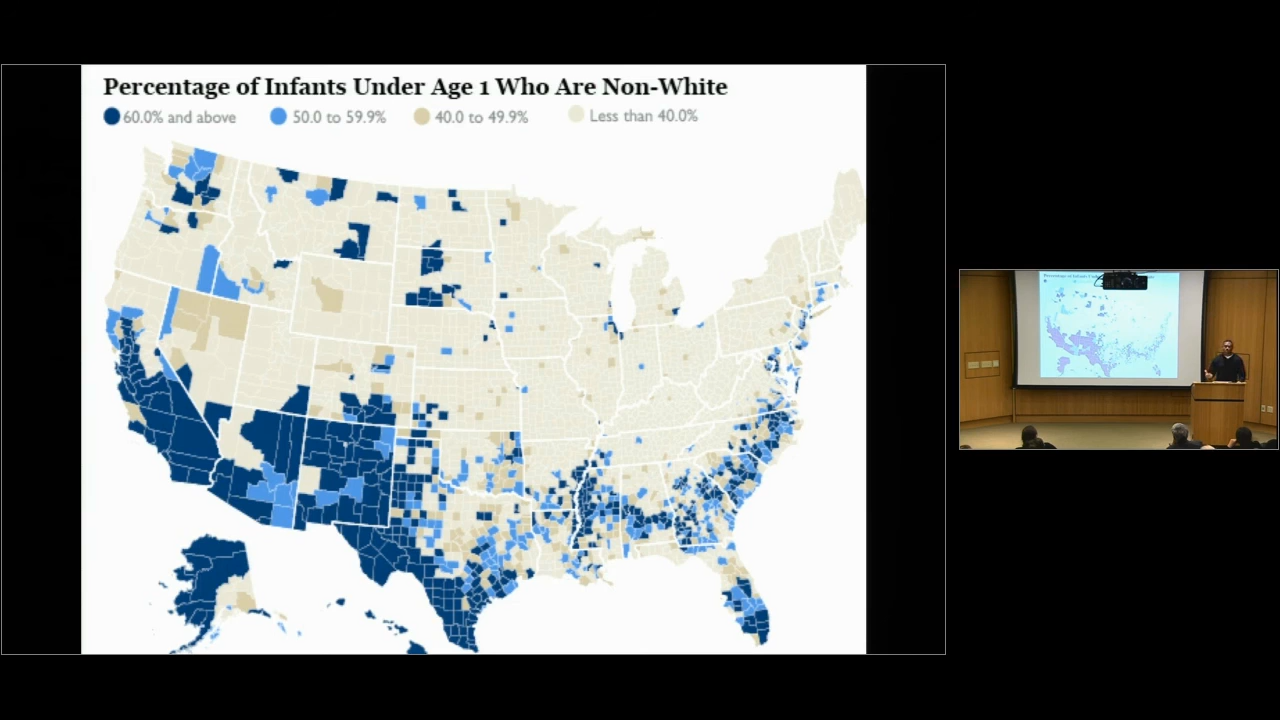 Percentage of Infants Under Age 1 Who Are Non-White
60.0% and above 50.0 to 59.9% 40.0 to 49.9% Less than 40.0%